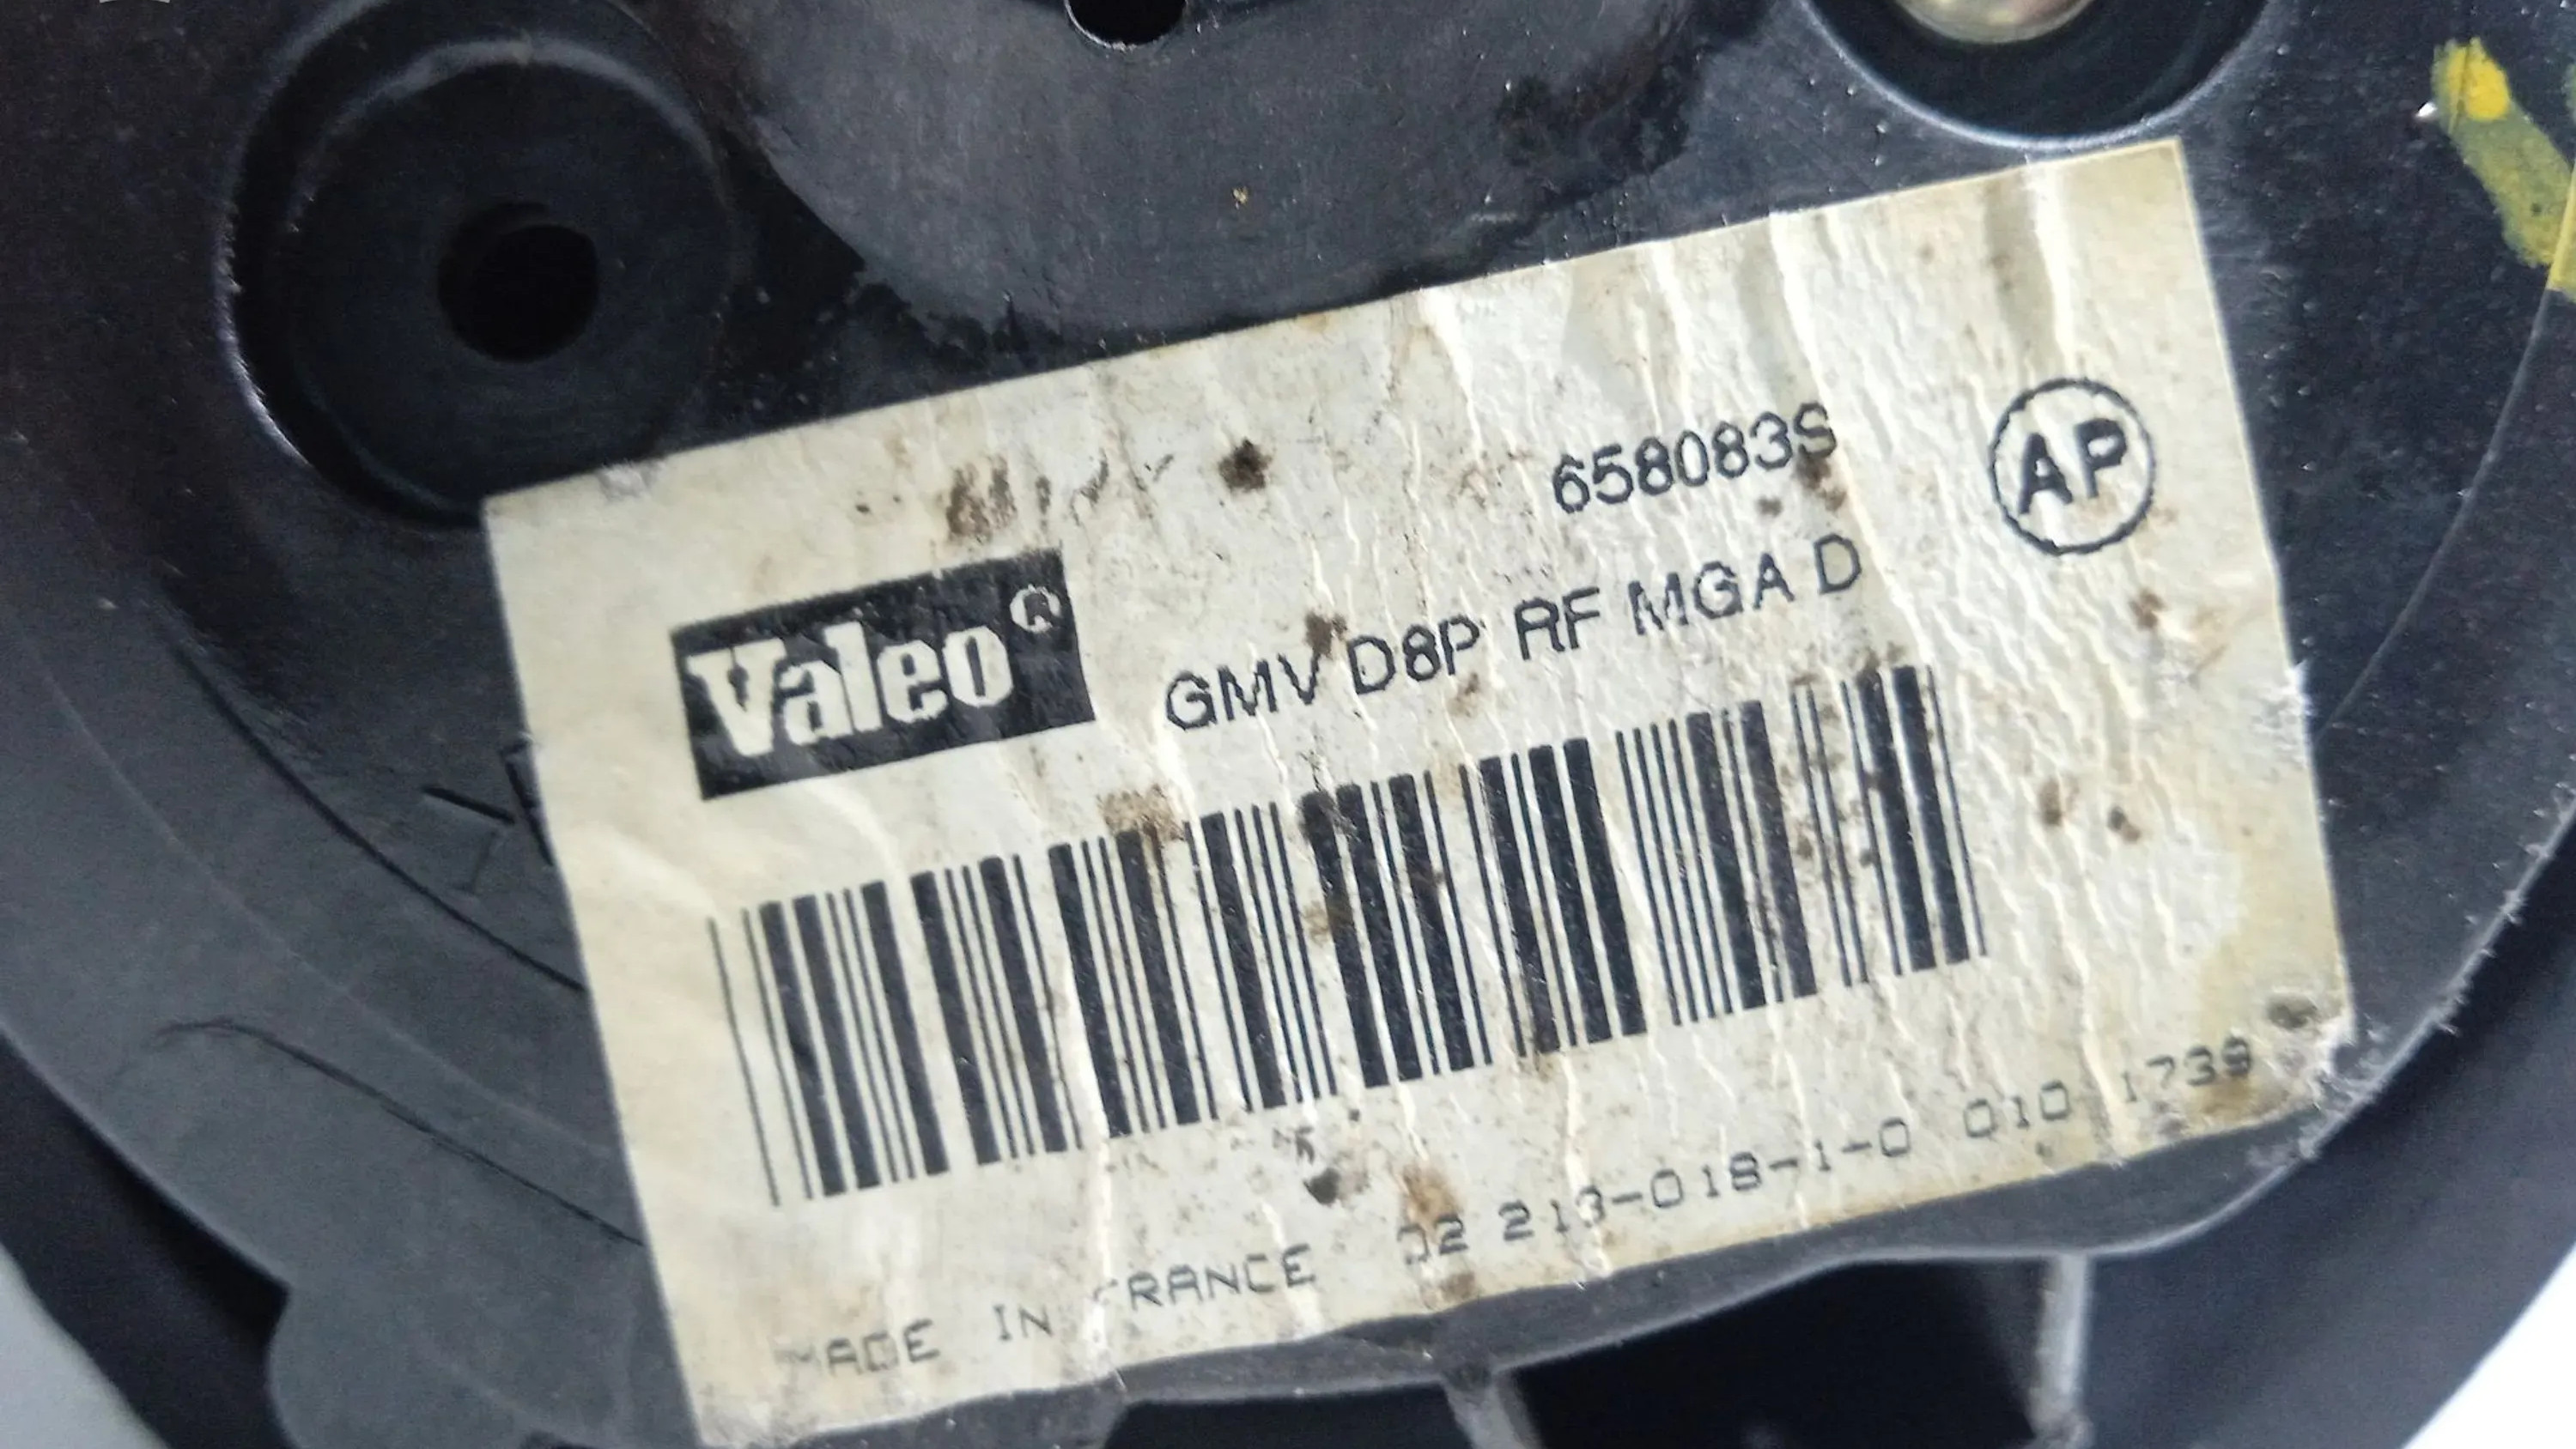 658083S
AP
Valeo®
GMV D8P RF MGA D
MADE IN FRANCE 02 213-018-1-0 010 1739